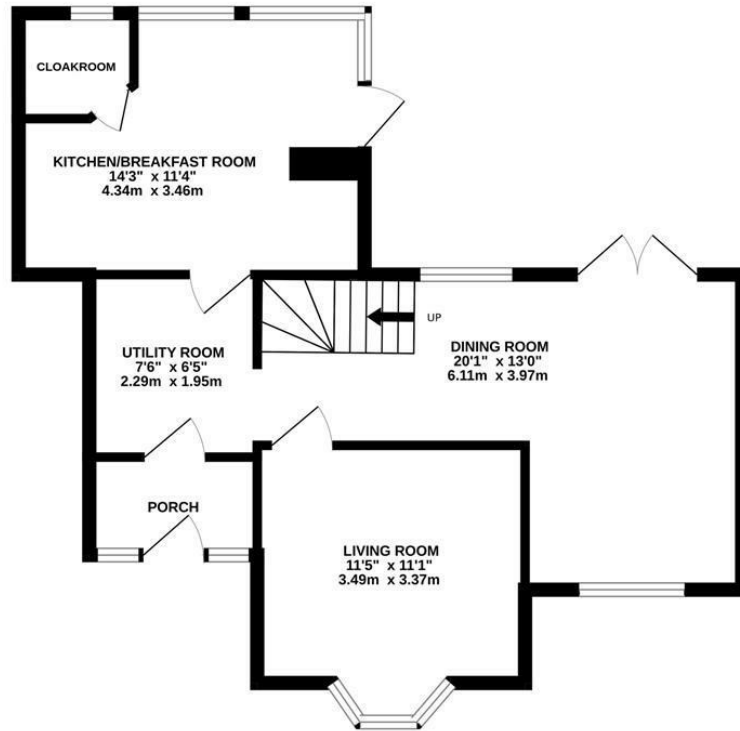 CLOAKROOM
KITCHEN/BREAKFAST ROOM
14'3" x 11'4"
4.34m x 3.46m
UP
UTILITY ROOM
7'6" x 6'5"
2.29m x 1.95m
DINING ROOM
20'1" x 13'0"
6.11m x 3.97m
PORCH
LIVING ROOM
11'5" x 11'1"
3.49m x 3.37m